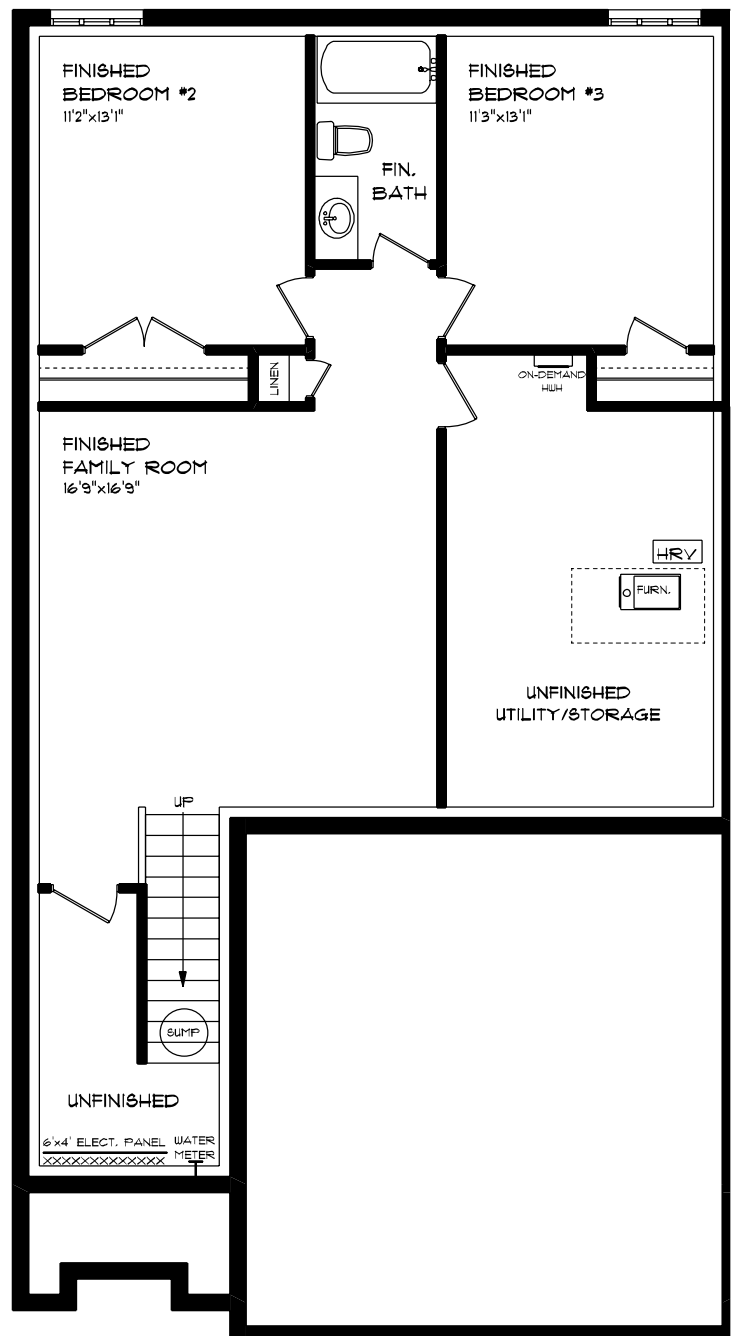 FINISHED
BEDROOM #2
11'2"x13'1"
FINISHED
BEDROOM #3
11'3"x13'1"
FIN.
BATH
LINEN
ON-DEMAND
HWH
FINISHED
FAMILY ROOM
16'9"x16'9"
HRV
FURN.
UNFINISHED
UTILITY/STORAGE
UP
SUMP
UNFINISHED
6'x4' ELECT. PANEL
WATER
METER